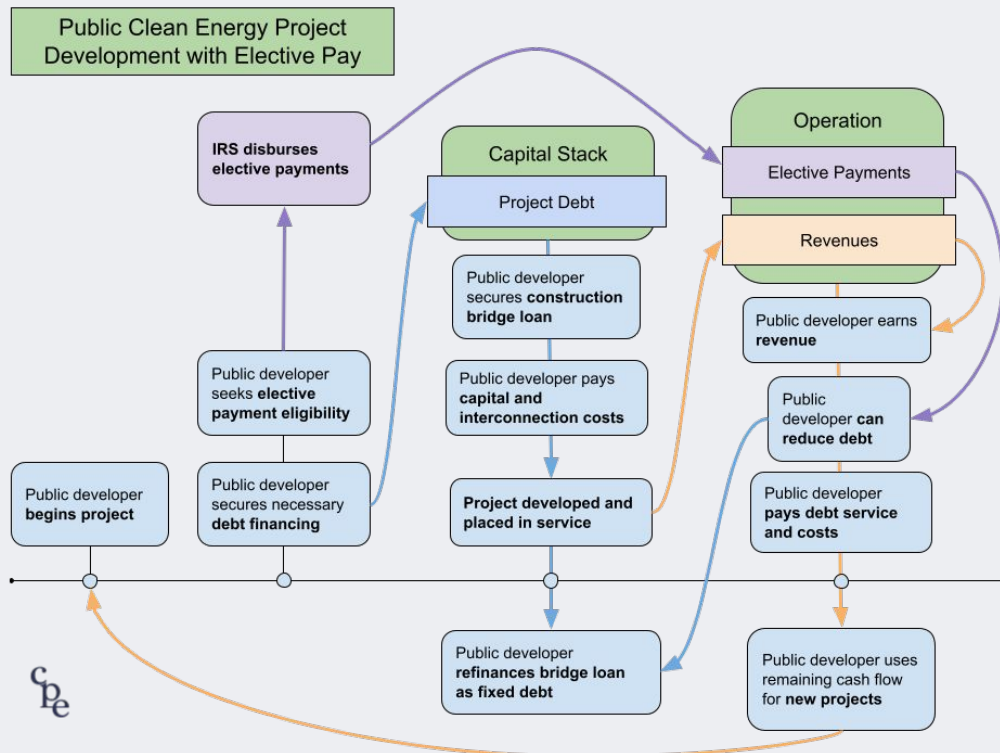 Public Clean Energy Project
Development with Elective Pay
IRS disburses
elective payments
Public developer
seeks elective
payment eligibility
Public developer
begins project
Public developer
secures necessary
debt financing
Capital Stack
Project Debt
Public developer
secures construction
bridge loan
Public developer pays
capital and
interconnection costs
Project developed and
placed in service
Public developer
refinances bridge loan
as fixed debt
Operation
Elective Payments
Revenues
Public developer earns
revenue
Public
developer can
reduce debt
Public developer
pays debt service
and costs
Public developer uses
remaining cash flow
for new projects
cpe